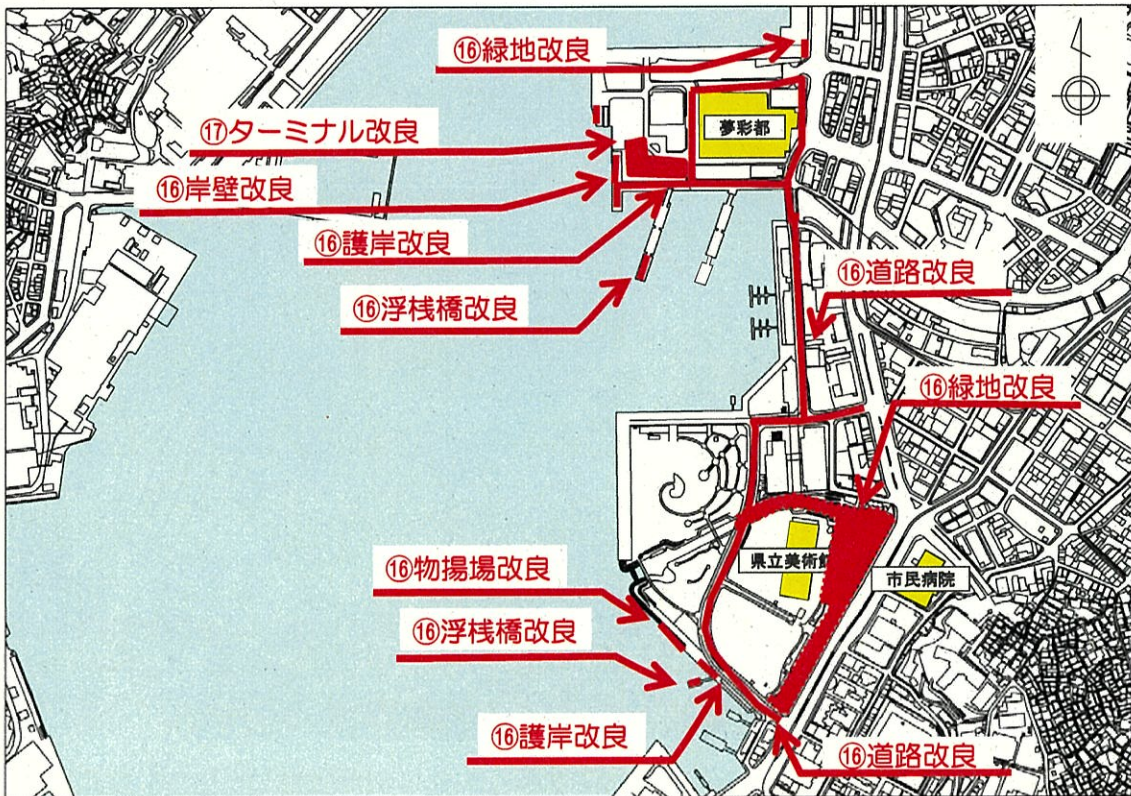 ⑯緑地改良
⑰ターミナル改良
夢彩都
⑯岸壁改良
⑯護岸改良
⑯道路改良
⑯浮桟橋改良
⑯緑地改良
県立美術館
⑯物揚場改良
市民病院
⑯浮桟橋改良
⑯護岸改良
⑯道路改良